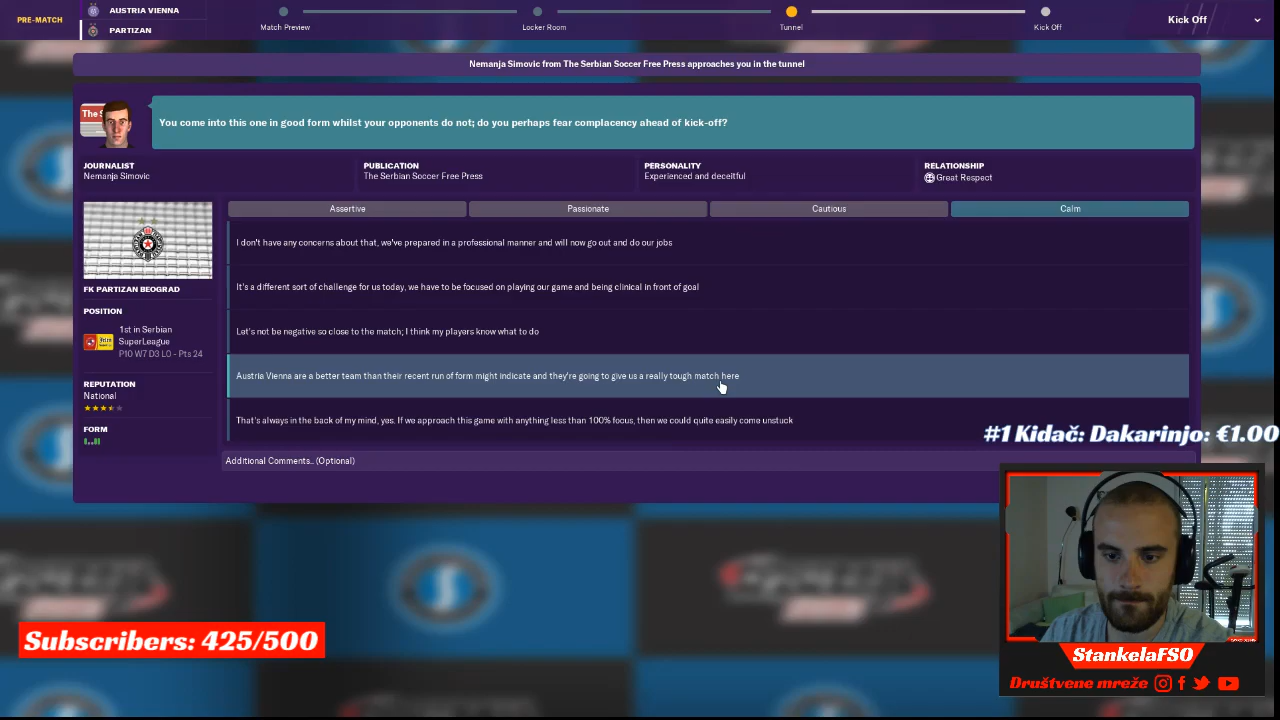 PRE-MATCH
AUSTRIA VIENNA
PARTIZAN
Match Preview
Locker Room
Tunnel
Kick Off
Kick Off
Nemanja Simovic from The Serbian Soccer Free Press approaches you in the tunnel
The S
You come into this one in good form whilst your opponents do not; do you perhaps fear complacency ahead of kick-off?
JOURNALIST
Nemanja Simovic
PUBLICATION
The Serbian Soccer Free Press
PERSONALITY
Experienced and deceitful
RELATIONSHIP
Great Respect
Assertive
Passionate
Cautious
Calm
I don't have any concerns about that, we've prepared in a professional manner and will now go out and do our jobs
It's a different sort of challenge for us today, we have to be focused on playing our game and being clinical in front of goal
Let's not be negative so close to the match; I think my players know what to do
Austria Vienna are a better team than their recent run of form might indicate and they're going to give us a really tough match here
That's always in the back of my mind, yes. If we approach this game with anything less than 100% focus, then we could quite easily come unstuck
Additional Comments.. (Optional)
FK PARTIZAN BEOGRAD
POSITION
1st in Serbian
SuperLeague
P10 W7 D3 L0 - Pts 24
REPUTATION
National
FORM
#1 Kidač: Dakarinjo: €1.00
Subscribers: 425/500
StankelaFSO
Društvene mreže